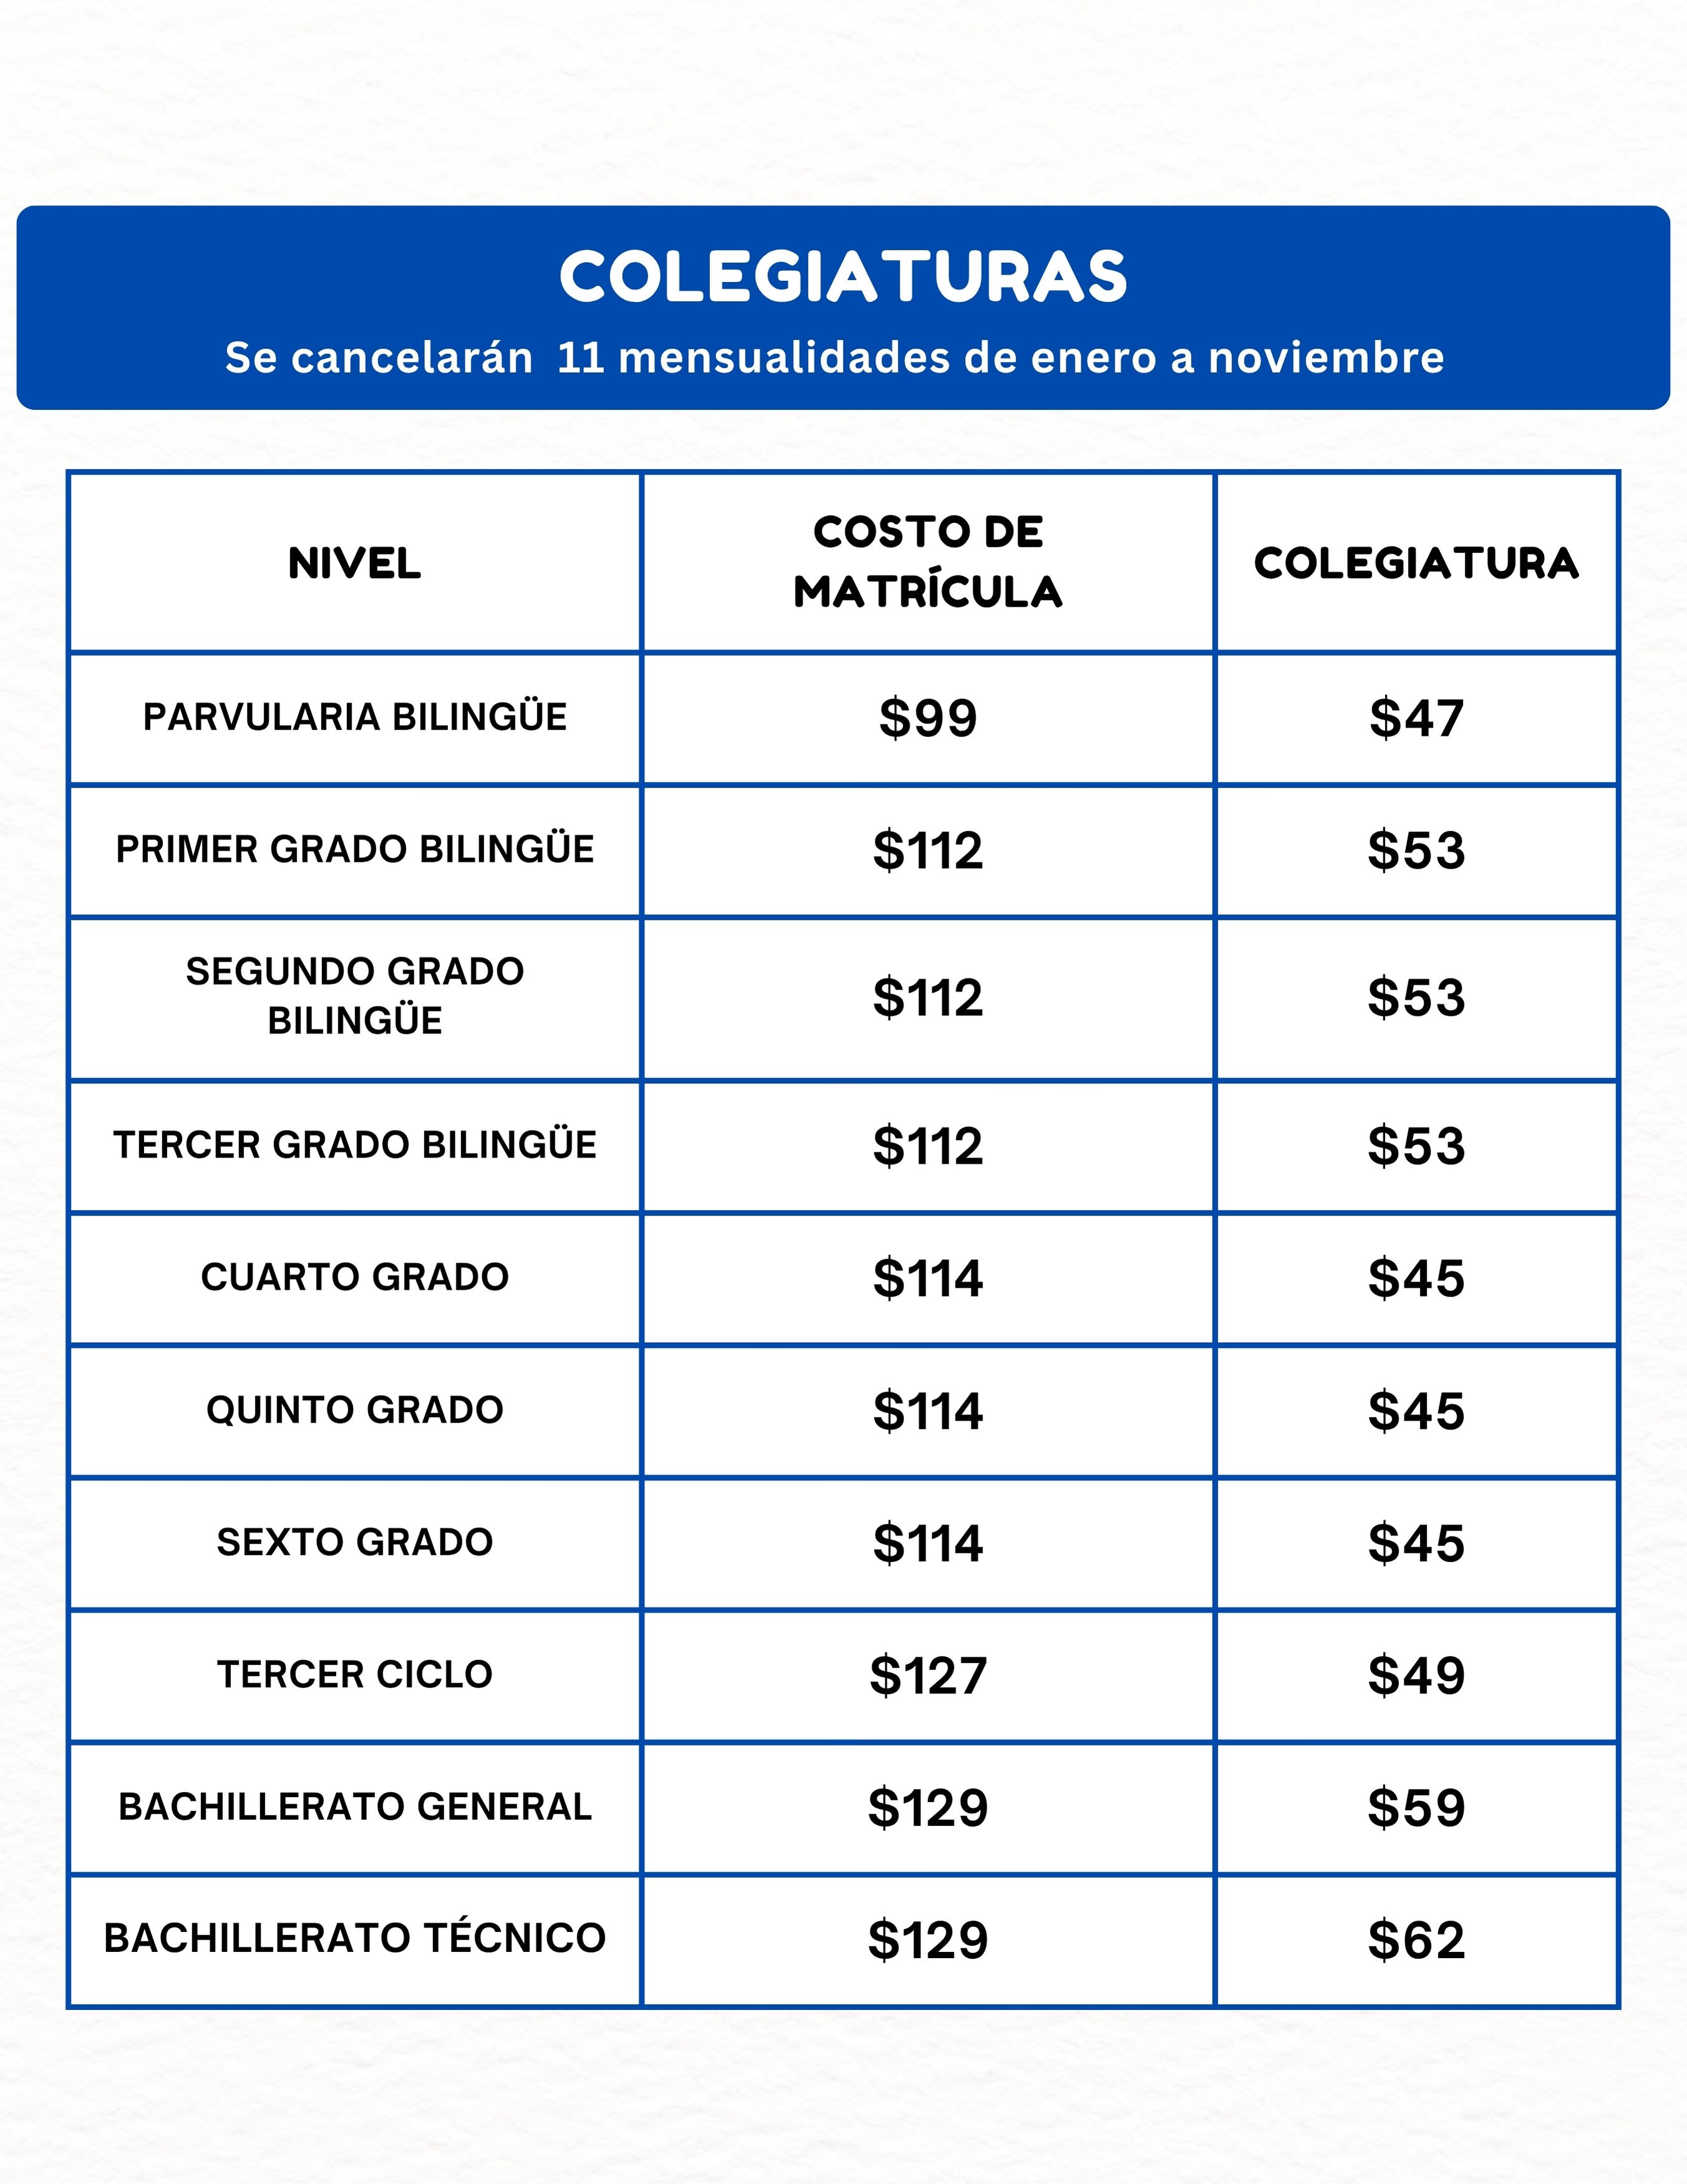 COLEGIATURAS
Se cancelarán 11 mensualidades de enero a noviembre
NIVEL
COSTO DE
MATRÍCULA
COLEGIATURA
PARVULARIA BILINGÜE
$99
$47
PRIMER GRADO BILINGÜE
$112
$53
SEGUNDO GRADO
BILINGÜE
$112
$53
TERCER GRADO BILINGÜE
$112
$53
CUARTO GRADO
$114
$45
QUINTO GRADO
$114
$45
SEXTO GRADO
$114
$45
TERCER CICLO
$127
$49
BACHILLERATO GENERAL
$129
$59
BACHILLERATO TÉCNICO
$129
$62